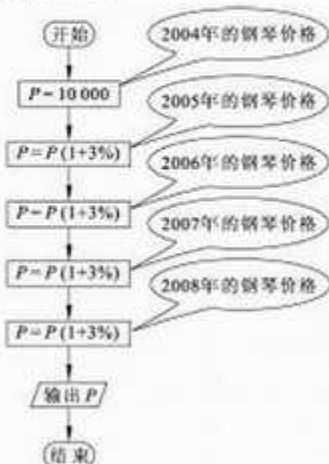 开始
2004年的钢琴价格
P=10 000
2005年的钢琴价格
P=P(1+3%)
2006年的钢琴价格
P=P(1+3%)
2007年的钢琴价格
P=P(1+3%)
2008年的钢琴价格
P=P(1+3%)
输出P
结束